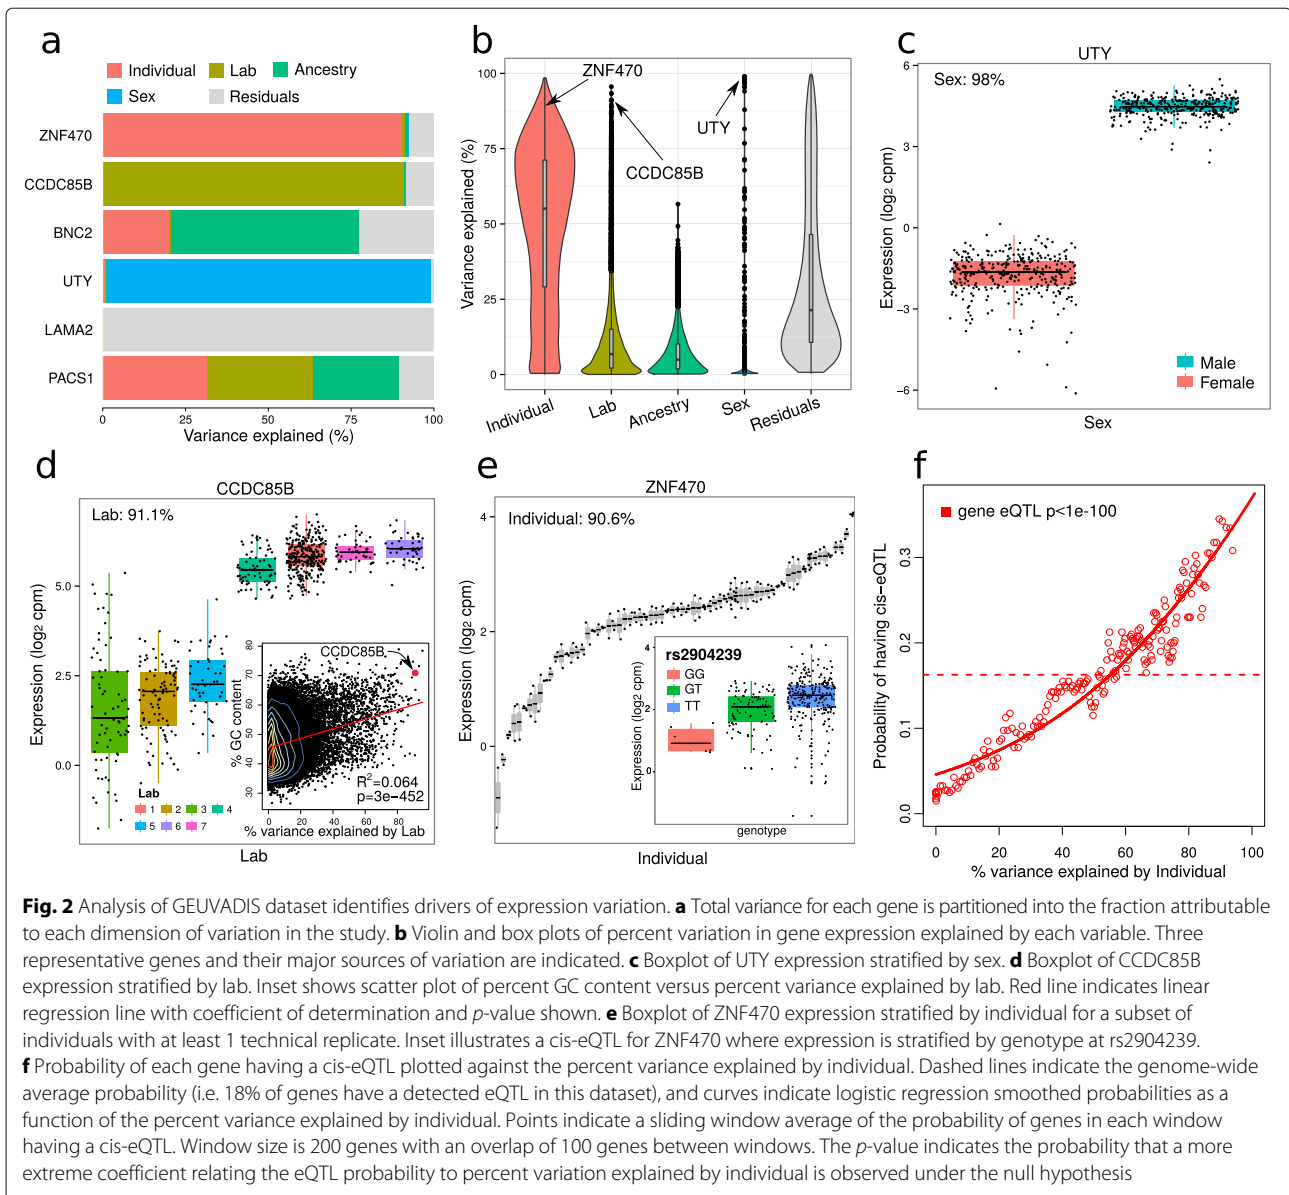 a
Individual Lab Ancestry
Sex Residuals
ZNF470
CCDC85B
BNC2
UTY
LAMA2
PACS1
0 25 50 75 100
Variance explained (%)
b
100
75
50
25
0
Variance explained (%)
ZNF470
UTY
CCDC85B
Individual Lab Ancestry Sex Residuals
c
UTY
Sex: 98%
6
3
0
−3
−6
Expression (log2 cpm)
Male
Female
Sex
d
CCDC85B
Lab: 91.1%
5.0
2.5
0.0
Expression (log2 cpm)
Lab
1 2 3 4
5 6 7
Lab
CCDC85B
80
70
60
50
40
30
% GC content
R2=0.064
p=3e−452
0 20 40 60 80
% variance explained by Lab
e
ZNF470
Individual: 90.6%
4
2
0
Expression (log2 cpm)
Individual
rs2904239
GG
GT
TT
4
2
0
Expression (log2 cpm)
genotype
f
gene eQTL p<1e-100
0.3
0.2
0.1
0.0
Probability of having cis−eQTL
0 20 40 60 80 100
% variance explained by Individual
Fig. 2 Analysis of GEUVADIS dataset identifies drivers of expression variation. a Total variance for each gene is partitioned into the fraction attributable
to each dimension of variation in the study. b Violin and box plots of percent variation in gene expression explained by each variable. Three
representative genes and their major sources of variation are indicated. c Boxplot of UTY expression stratified by sex. d Boxplot of CCDC85B
expression stratified by lab. Inset shows scatter plot of percent GC content versus percent variance explained by lab. Red line indicates linear
regression line with coefficient of determination and p-value shown. e Boxplot of ZNF470 expression stratified by individual for a subset of
individuals with at least 1 technical replicate. Inset illustrates a cis-eQTL for ZNF470 where expression is stratified by genotype at rs2904239.
f Probability of each gene having a cis-eQTL plotted against the percent variance explained by individual. Dashed lines indicate the genome-wide
average probability (i.e. 18% of genes have a detected eQTL in this dataset), and curves indicate logistic regression smoothed probabilities as a
function of the percent variance explained by individual. Points indicate a sliding window average of the probability of genes in each window
having a cis-eQTL. Window size is 200 genes with an overlap of 100 genes between windows. The p-value indicates the probability that a more
extreme coefficient relating the eQTL probability to percent variation explained by individual is observed under the null hypothesis